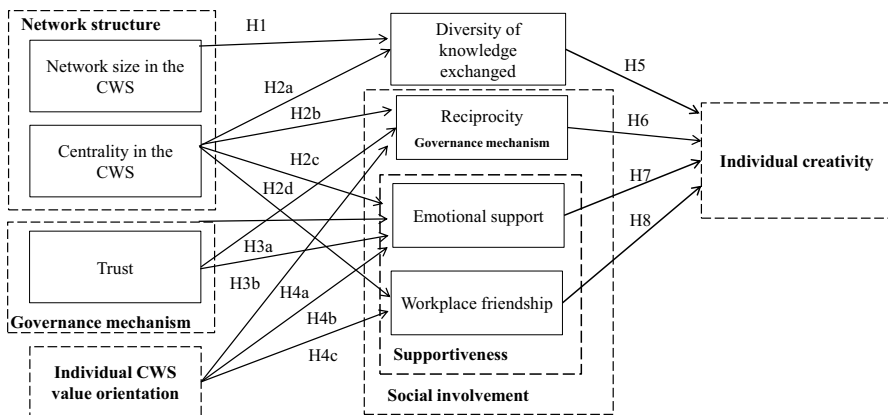 Network structure
Network size in the
CWS
Centrality in the
CWS
Trust
Governance mechanism
Individual CWS
value orientation
H1
H2a
H2b
H2c
H2d
H3a
H3b
H4a
H4b
H4c
Diversity of
knowledge
exchanged
Reciprocity
Governance mechanism
Emotional support
Workplace friendship
Supportiveness
Social involvement
H5
H6
H7
H8
Individual creativity